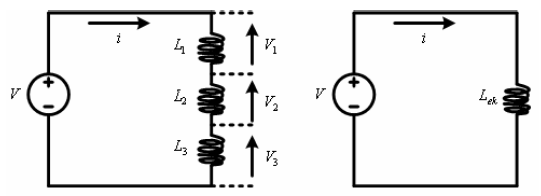 i
L1
V1
V
+
−
L2
V2
L3
V3
i
V
+
−
Lek